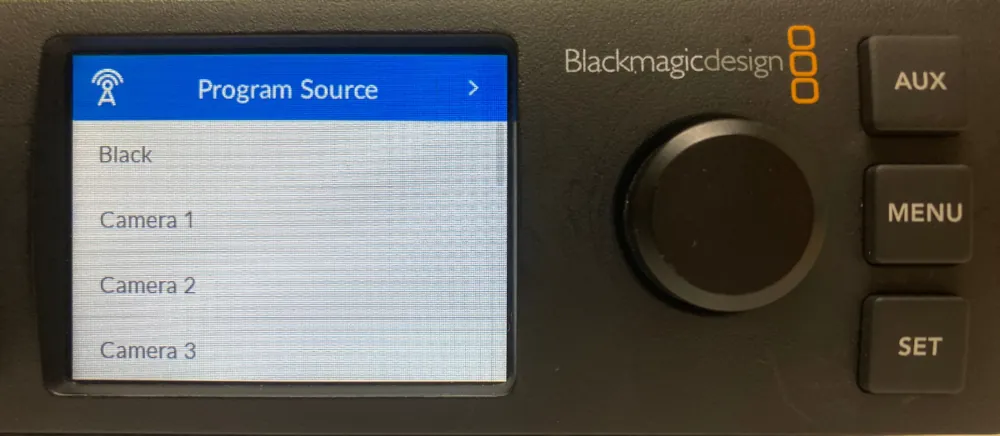 Program Source
Black
Camera 1
Camera 2
Camera 3
Blackmagicdesign
AUX
MENU
SET